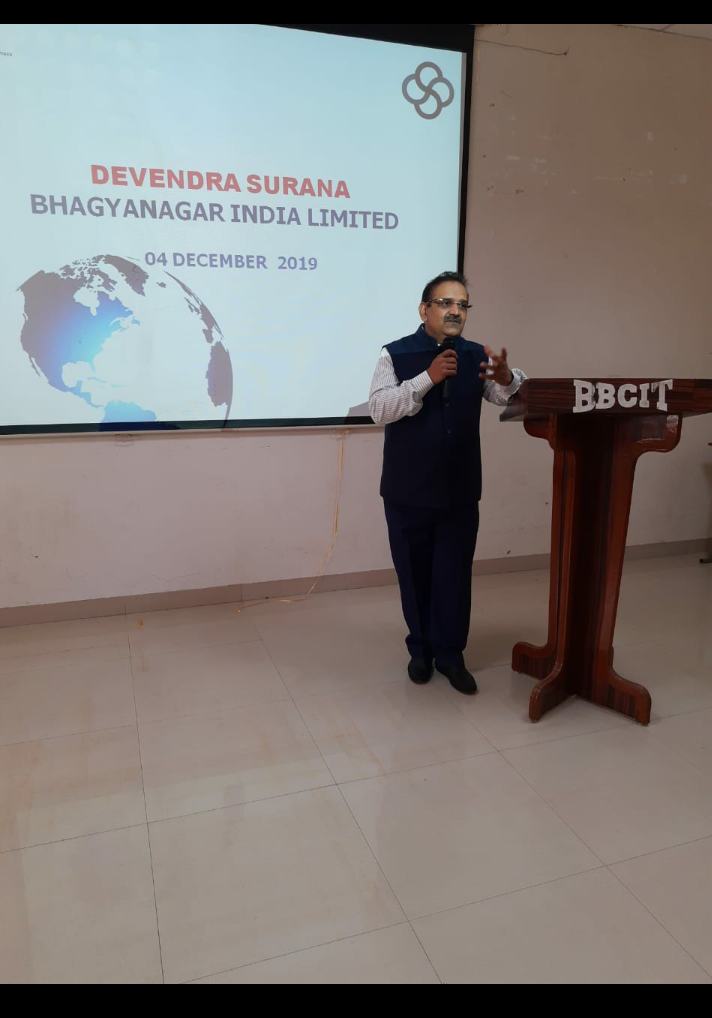 DEVENDRA SURANA
BHAGYANAGAR INDIA LIMITED
04 DECEMBER 2019
BBCIT